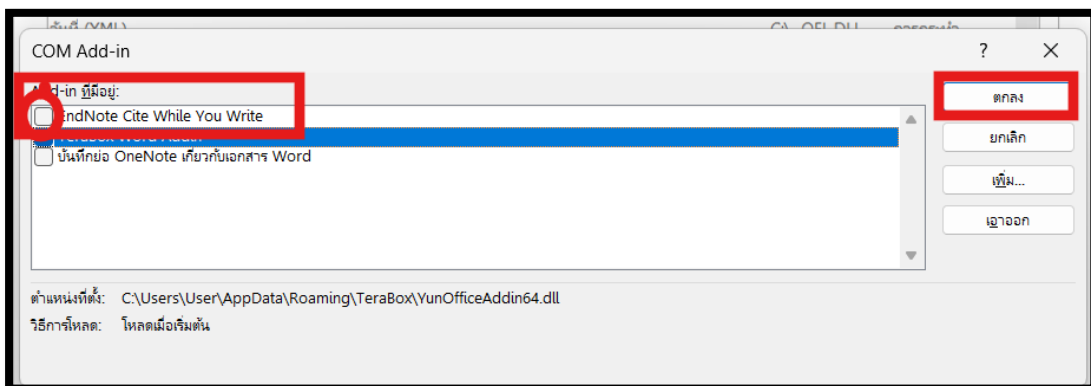 (XML)
COM Add-in
?
-in ที่มีอยู่:
EndNote Cite While You Write
TeraBox Word Addin
บันทึกย่อ OneNote เกี่ยวกับเอกสาร Word
ตกลง
ยกเลิก
เพิ่ม...
เอาออก
ตำแหน่งที่ตั้ง: C:\Users\User\AppData\Roaming\TeraBox\YunOfficeAddin64.dll
วิธีการโหลด: โหลดเมื่อเริ่มต้น